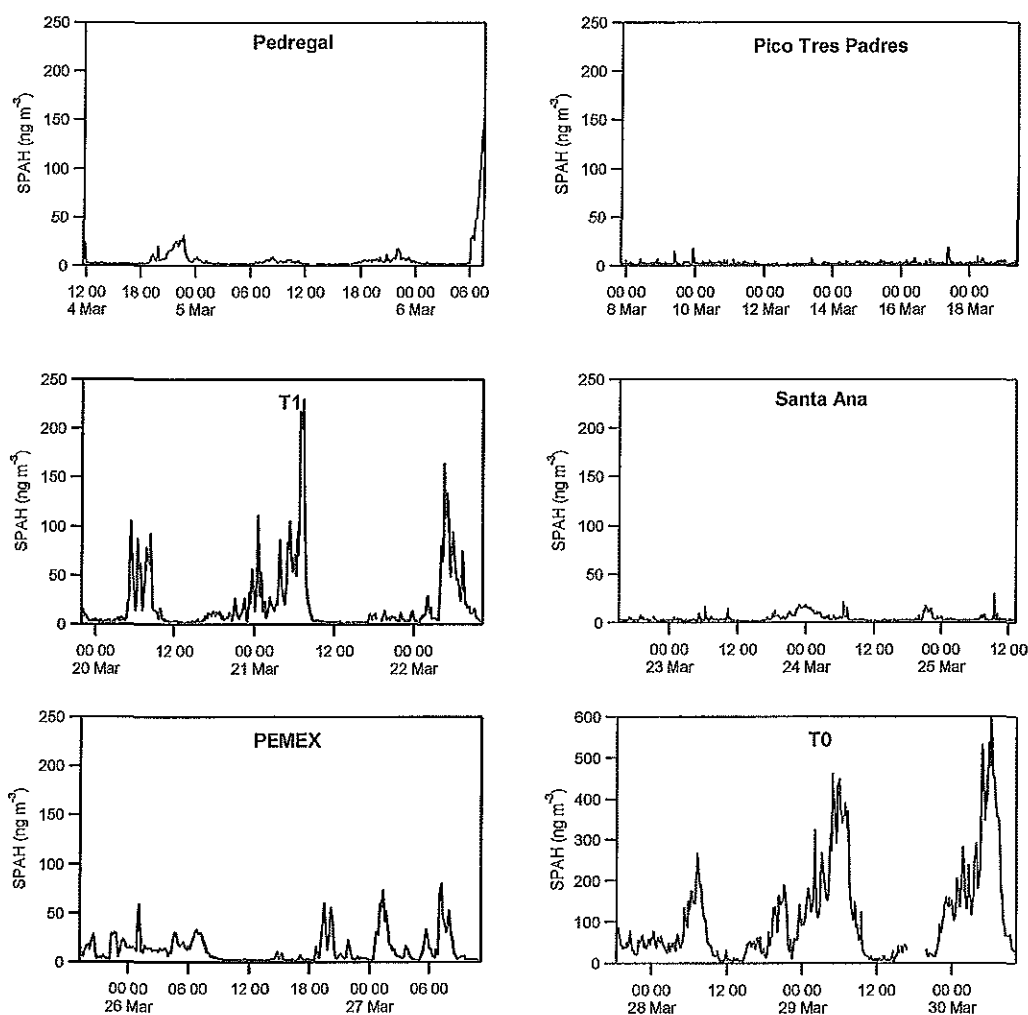 Pedregal
SPAH (ng m-3)
250
200
150
100
50
0
12 00 18 00 00 00 06 00 12 00 18 00 00 00 06 00
4 Mar 5 Mar 6 Mar
Pico Tres Padres
SPAH (ng m-3)
250
200
150
100
50
0
00 00 00 00 00 00 00 00 00 00 00 00
8 Mar 10 Mar 12 Mar 14 Mar 16 Mar 18 Mar
T1
SPAH (ng m-3)
250
200
150
100
50
0
00 00 12 00 00 00 12 00 00 00
20 Mar 21 Mar 22 Mar
Santa Ana
SPAH (ng m-3)
250
200
150
100
50
0
00 00 12 00 00 00 12 00 00 00 12 00
23 Mar 24 Mar 25 Mar
PEMEX
SPAH (ng m-3)
250
200
150
100
50
0
00 00 06 00 12 00 18 00 00 00 06 00
26 Mar 27 Mar
T0
SPAH (ng m-3)
600
500
400
300
200
100
0
00 00 12 00 00 00 12 00 00 00
28 Mar 29 Mar 30 Mar